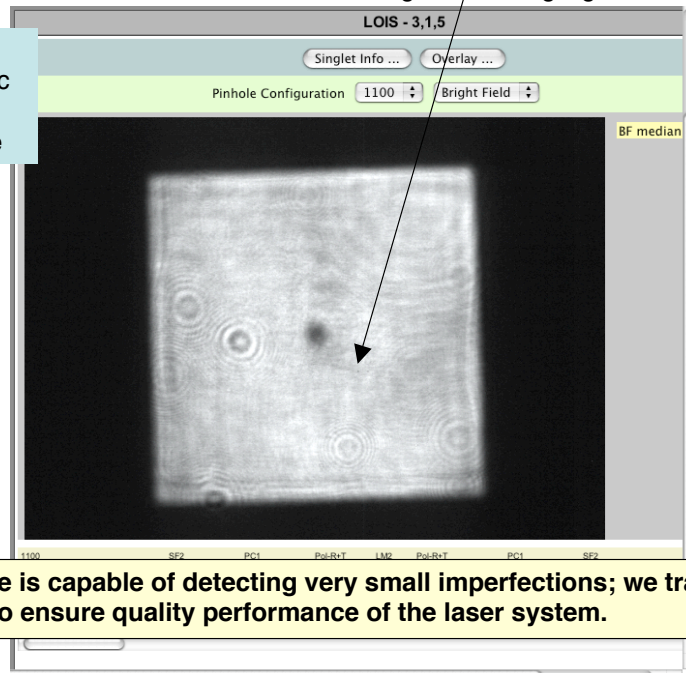 LOIS - 3,1,5
Singlet Info ... Overlay ...
Pinhole Configuration 1100 Bright Field
BF median
1100 SF2 PC1 Pol-R+T LM2 Pol-R+T PC1 SF2
is capable of detecting very small imperfections; we
ensure quality performance of the laser system.